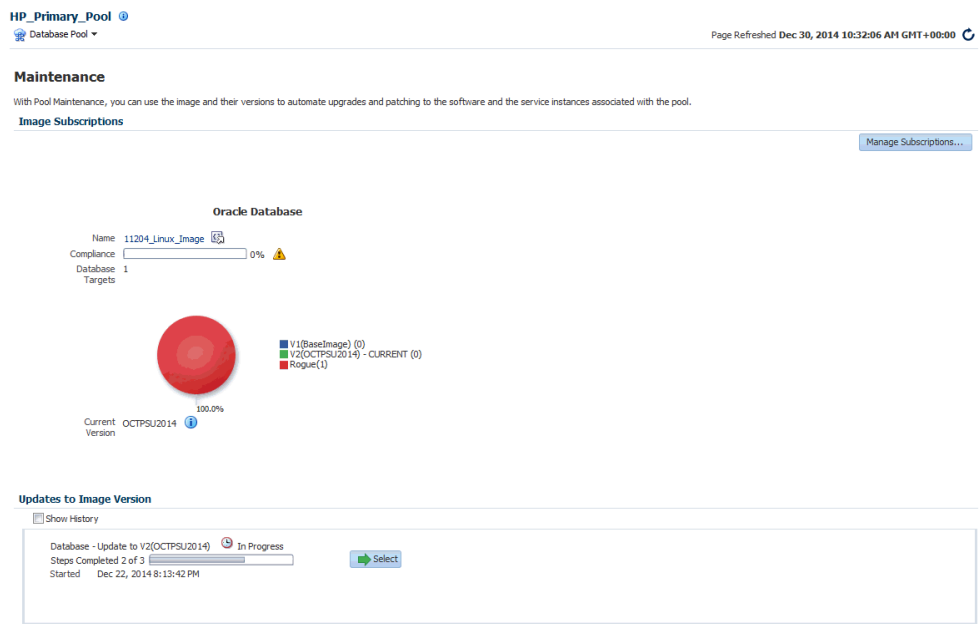 HP_Primary_Pool
Database Pool
Page Refreshed Dec 30, 2014 10:32:06 AM GMT+00:00
Maintenance
With Pool Maintenance, you can use the image and their versions to automate upgrades and patching to the software and the service instances associated with the pool.
Image Subscriptions
Manage Subscriptions...
Oracle Database
Name 11204_Linux_Image
Compliance 0%
Database Targets 1
V1(BaseImage) (0)
V2(OCTPSU2014) - CURRENT (0)
Rogue(1)
100.0%
Current Version OCTPSU2014
Updates to Image Version
Show History
Database - Update to V2(OCTPSU2014) In Progress
Steps Completed 2 of 3
Select
Started Dec 22, 2014 8:13:42 PM